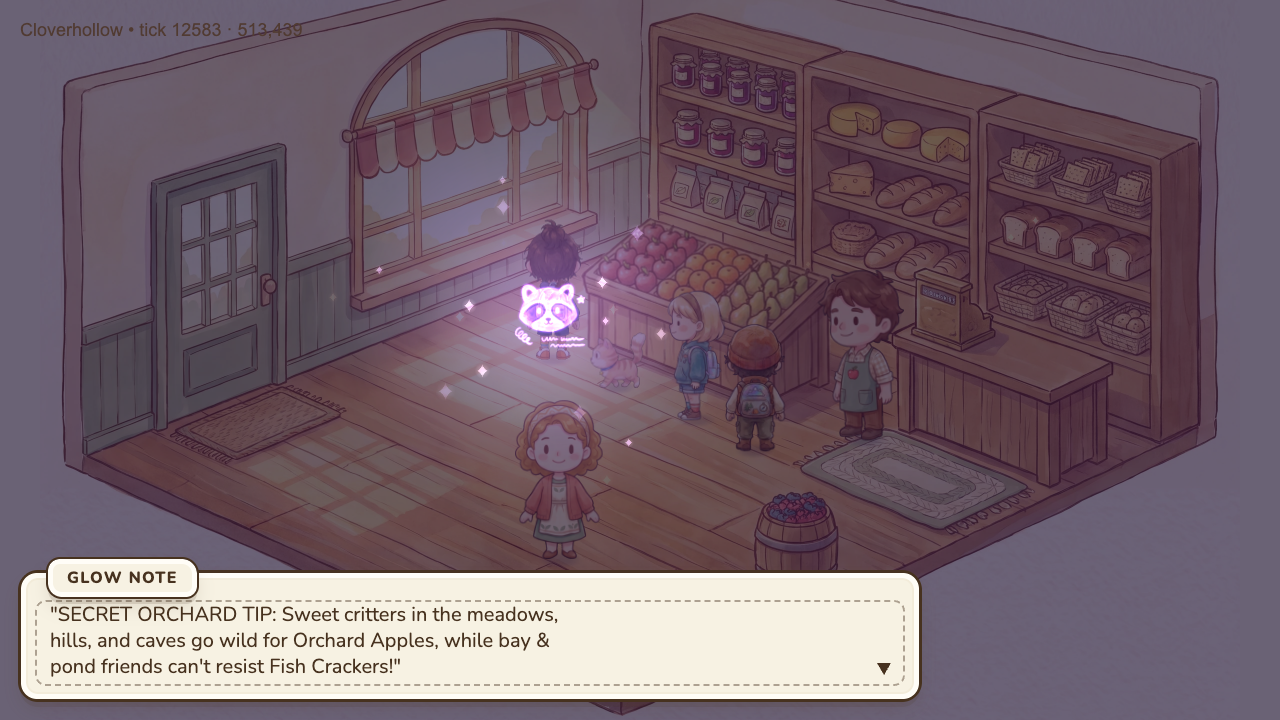 Cloverhollow • tick 12583 · 513,439
GLOW NOTE
"SECRET ORCHARD TIP: Sweet critters in the meadows,
hills, and caves go wild for Orchard Apples, while bay &
pond friends can't resist Fish Crackers!"